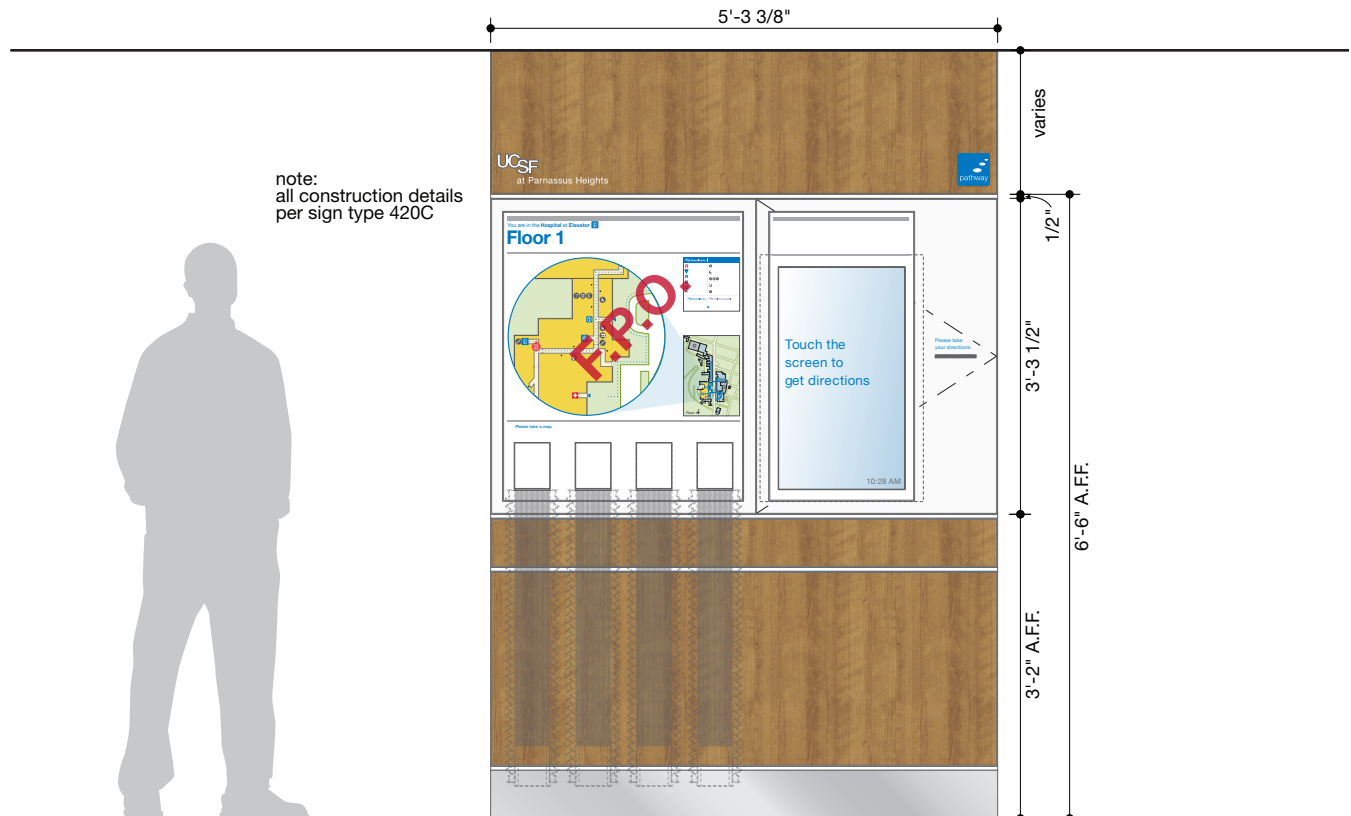 5'-3 3/8"
varies
UCSF
at Parnassus Heights
pathway
note:
all construction details
per sign type 420C
1/2"
You are in the Hospital at Elevator
Floor 1
F.P.O.
Please take a map.
Touch the
screen to
get directions
10:28 AM
Please take
your directions.
3'-3 1/2"
6'-6" A.F.F.
3'-2" A.F.F.